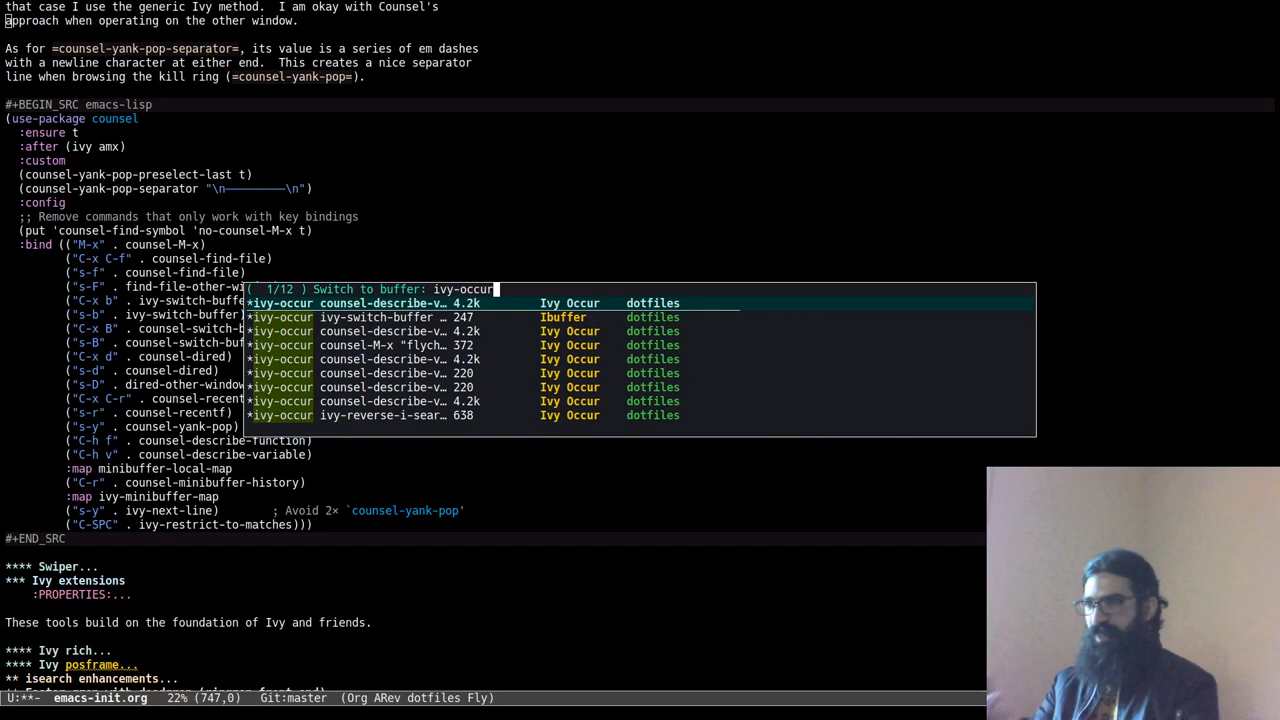 that case I use the generic Ivy method.  I am okay with Counsel's
approach when operating on the other window.
As for =counsel-yank-pop-separator=, its value is a series of em dashes
with a newline character at either end.  This creates a nice separator
line when browsing the kill ring (=counsel-yank-pop=).
#+BEGIN_SRC emacs-lisp
(use-package counsel
  :ensure t
  :after (ivy amx)
  :custom
  (counsel-yank-pop-preselect-last t)
  (counsel-yank-pop-separator "\n─────────\n")
  :config
  ;; Remove commands that only work with key bindings
  (put 'counsel-find-symbol 'no-counsel-M-x t)
  :bind (("M-x" . counsel-M-x)
         ("C-x C-f" . counsel-find-file)
         ("s-f" . counsel-find-file)
         ("s-F" . find-file-other-wi
         ("C-x b" . ivy-switch-buffe
         ("s-b" . ivy-switch-buffer)
         ("C-x B" . counsel-switch-b
         ("s-B" . counsel-switch-buf
         ("C-x d" . counsel-dired)
         ("s-d" . counsel-dired)
         ("s-D" . dired-other-window
         ("C-x C-r" . counsel-recent
         ("s-r" . counsel-recentf)
         ("s-y" . counsel-yank-pop)
( 1/12 ) Switch to buffer: ivy-occur
*ivy-occur counsel-describe-v… 4.2k Ivy Occur dotfiles
*ivy-occur ivy-switch-buffer … 247 Ibuffer dotfiles
*ivy-occur counsel-describe-v… 4.2k Ivy Occur dotfiles
*ivy-occur counsel-M-x "flych… 372 Ivy Occur dotfiles
*ivy-occur counsel-describe-v… 4.2k Ivy Occur dotfiles
*ivy-occur counsel-describe-v… 220 Ivy Occur dotfiles
*ivy-occur counsel-describe-v… 220 Ivy Occur dotfiles
*ivy-occur counsel-describe-v… 4.2k Ivy Occur dotfiles
*ivy-occur ivy-reverse-i-sear… 638 Ivy Occur dotfiles
         ("C-h f" . counsel-describe-function)
         ("C-h v" . counsel-describe-variable)
         :map minibuffer-local-map
         ("C-r" . counsel-minibuffer-history)
         :map ivy-minibuffer-map
         ("s-y" . ivy-next-line)        ; Avoid 2× `counsel-yank-pop'
         ("C-SPC" . ivy-restrict-to-matches)))
#+END_SRC
**** Swiper...
*** Ivy extensions
    :PROPERTIES:...
These tools build on the foundation of Ivy and friends.
**** Ivy rich...
**** Ivy posframe...
** isearch enhancements...
U:**-  emacs-init.org   22% (747,0)   Git:master  (Org ARev dotfiles Fly)